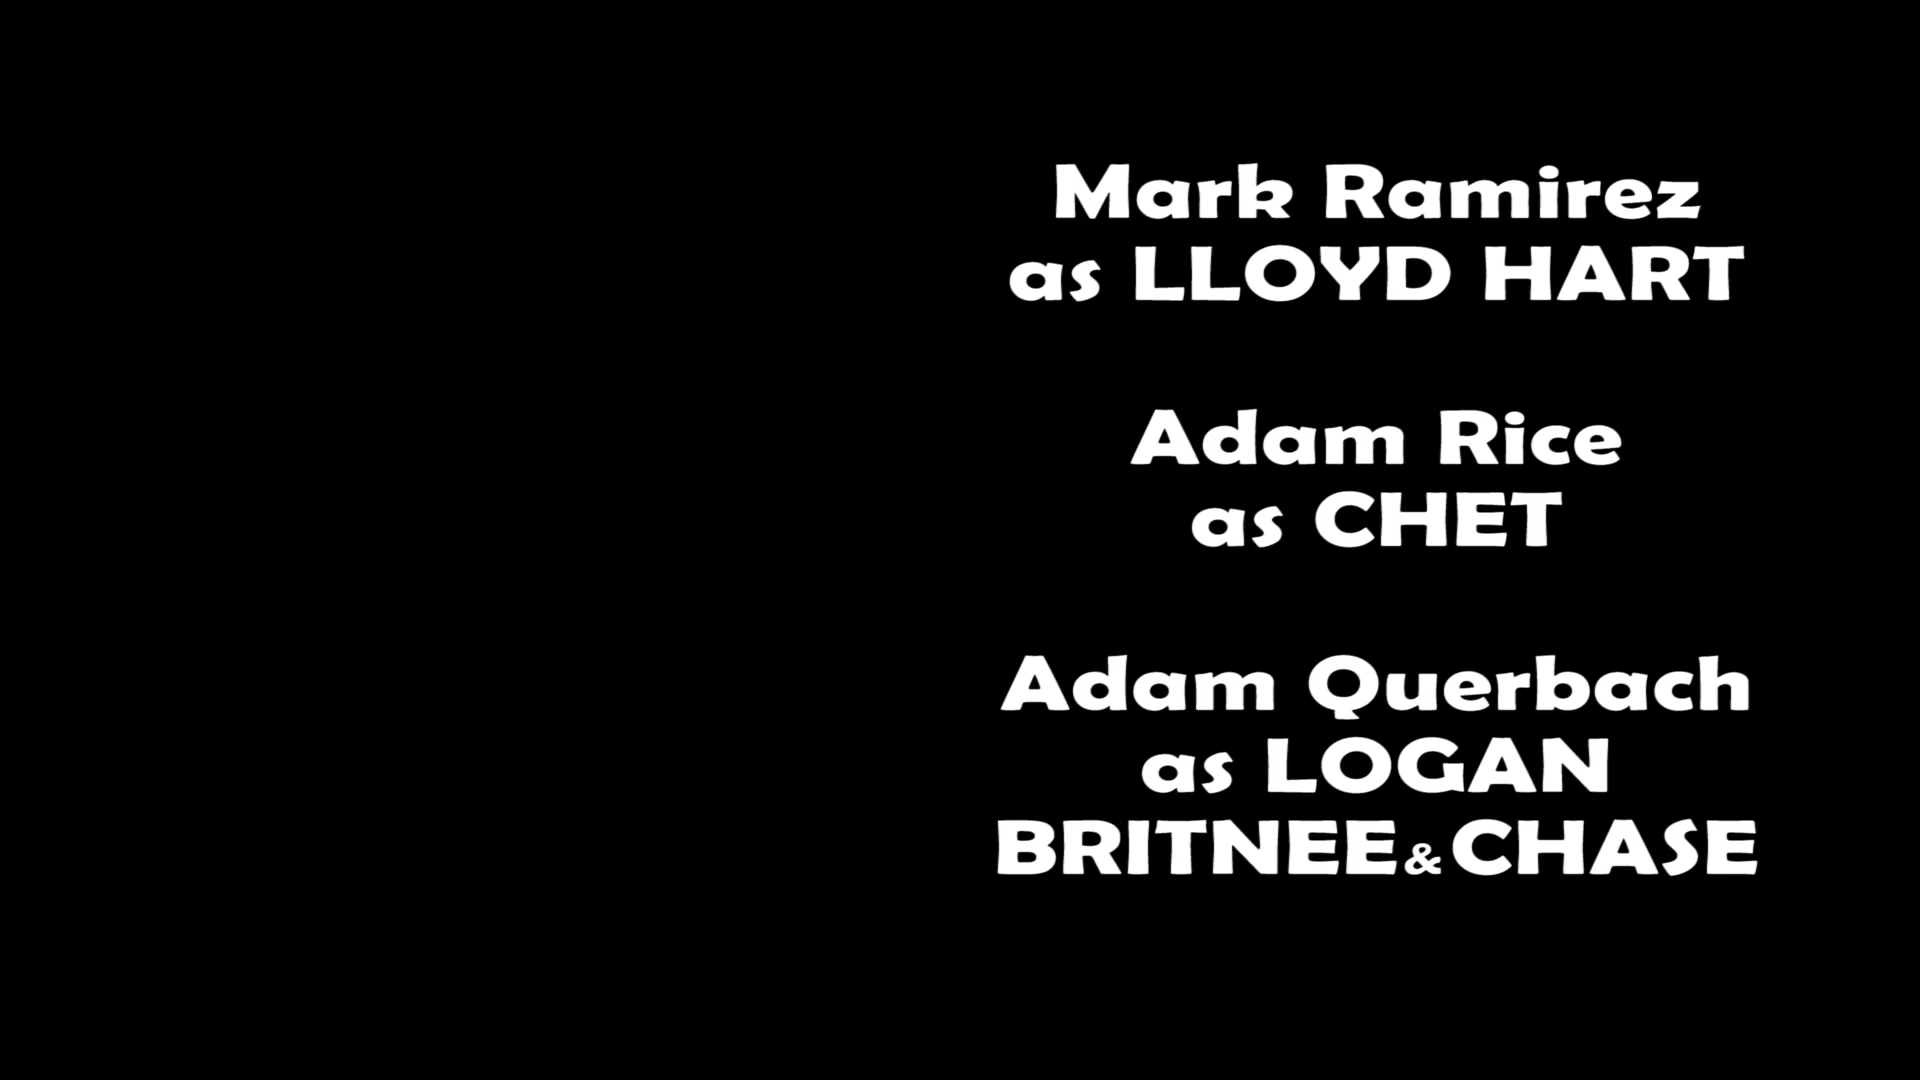 Mark Ramirez
as LLOYD HART
Adam Rice
as CHET
Adam Querbach
as LOGAN
BRITNEE & CHASE